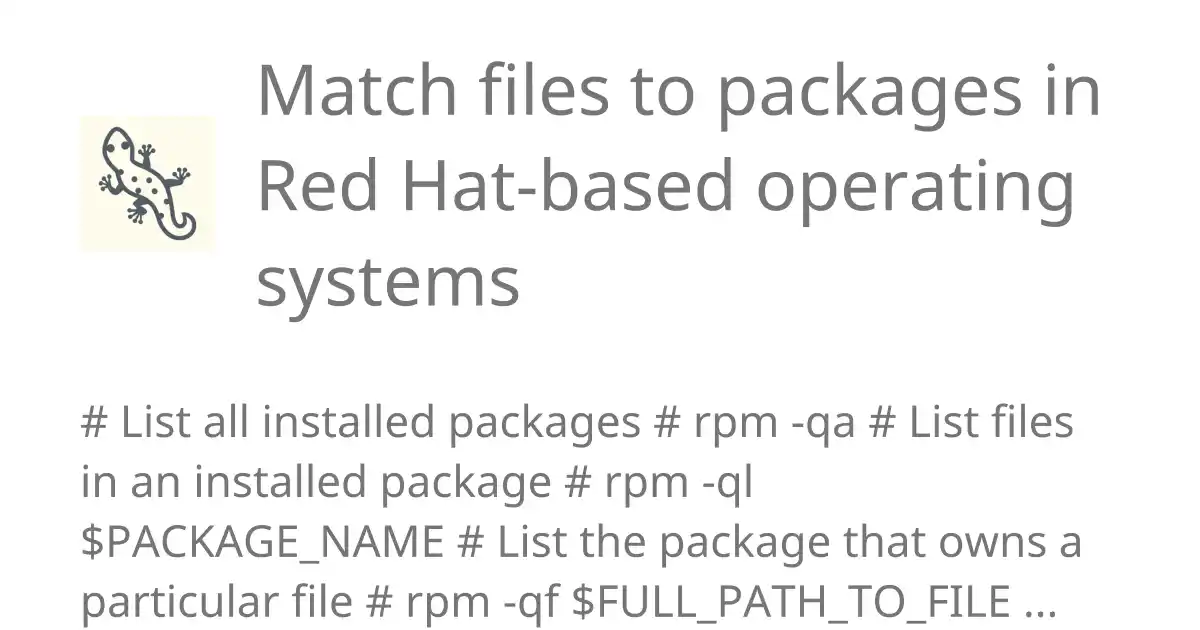 Match files to packages in
Red Hat-based operating
systems
# List all installed packages # rpm -qa # List files
in an installed package # rpm -ql
$PACKAGE_NAME # List the package that owns a
particular file # rpm -qf $FULL_PATH_TO_FILE ...